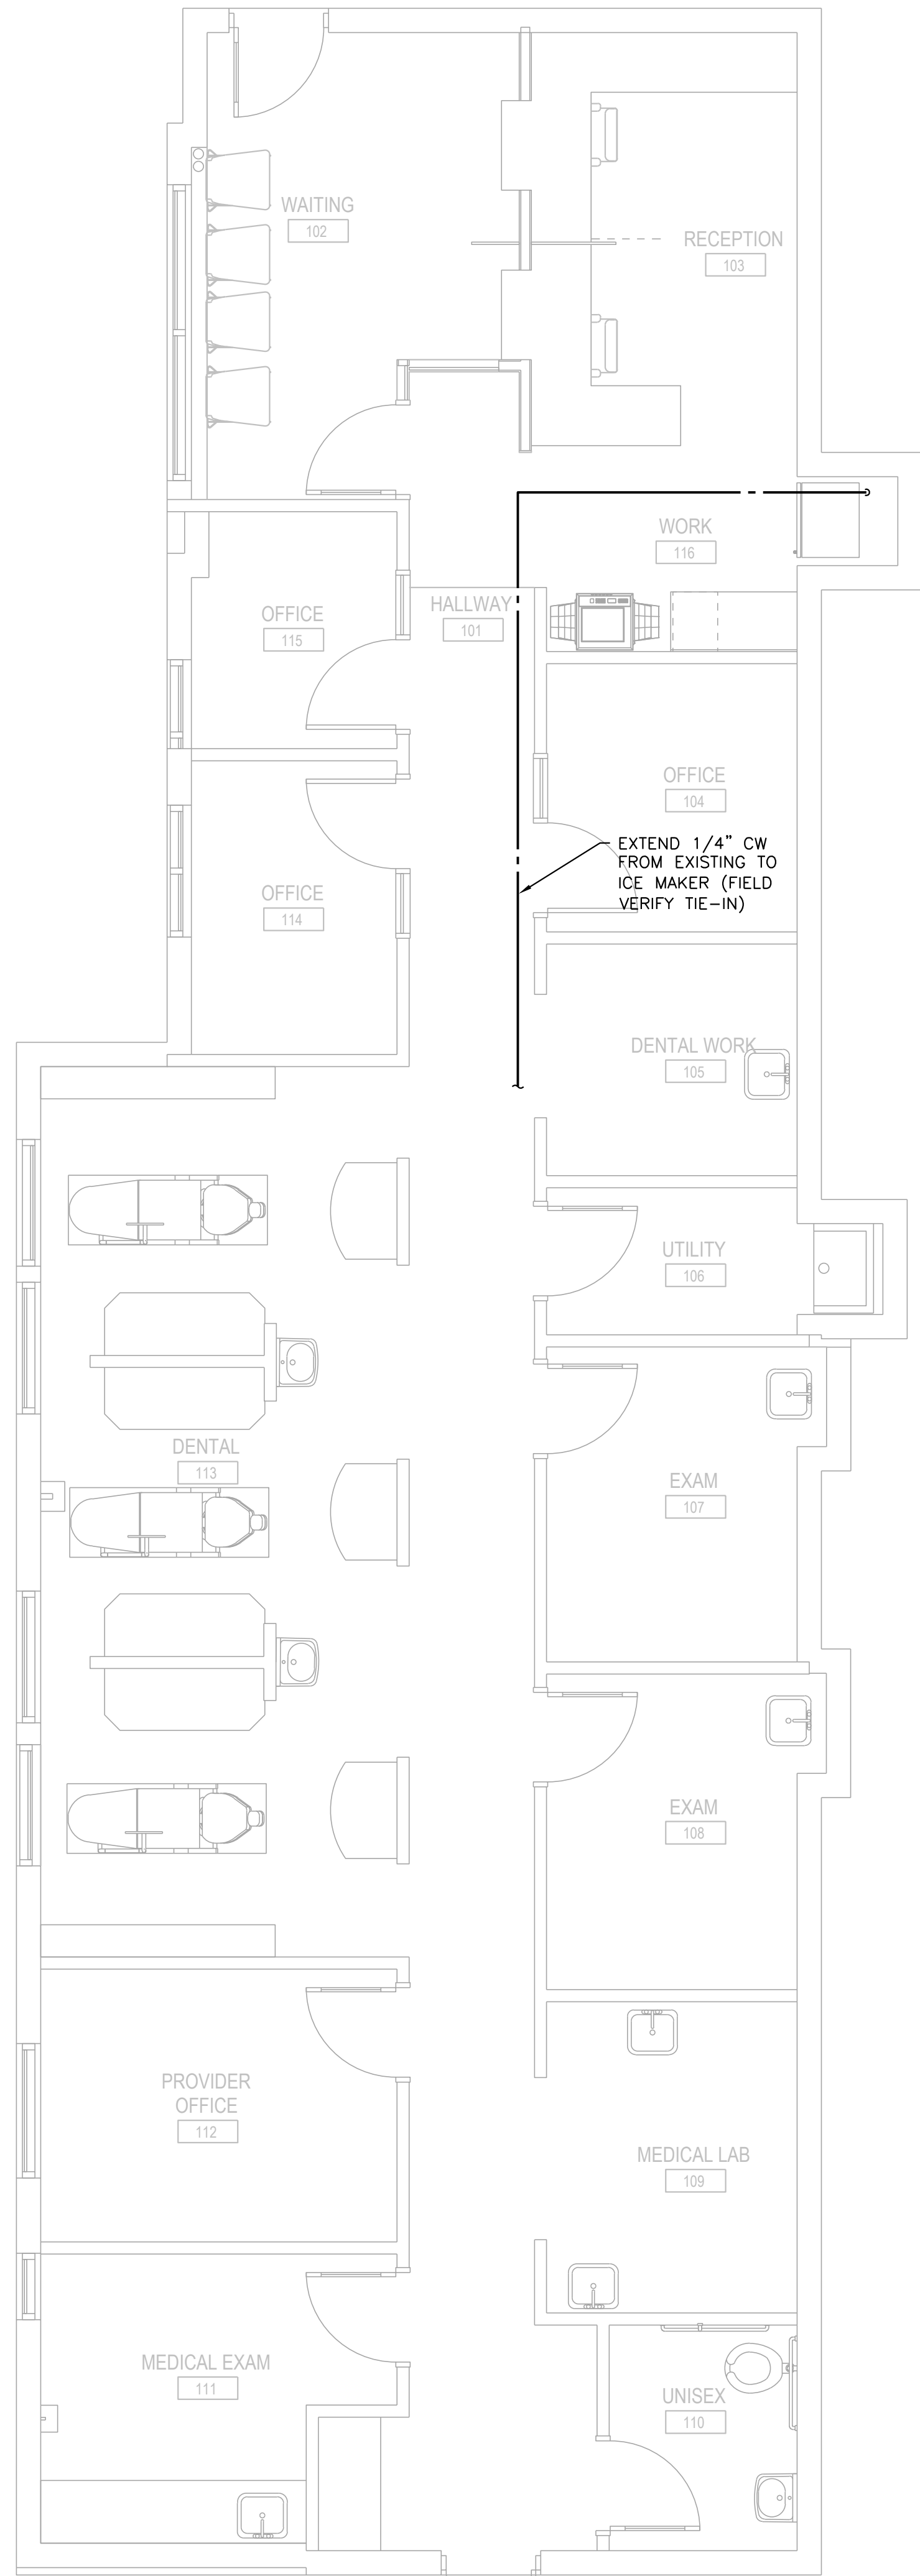 WAITING
102
RECEPTION
103
WORK
116
HALLWAY
101
OFFICE
115
OFFICE
104
EXTEND 1/4" CW
FROM EXISTING TO
ICE MAKER (FIELD
VERIFY TIE-IN)
OFFICE
114
DENTAL WORK
105
UTILITY
106
DENTAL
113
EXAM
107
EXAM
108
PROVIDER
OFFICE
112
MEDICAL LAB
109
MEDICAL EXAM
111
UNISEX
110